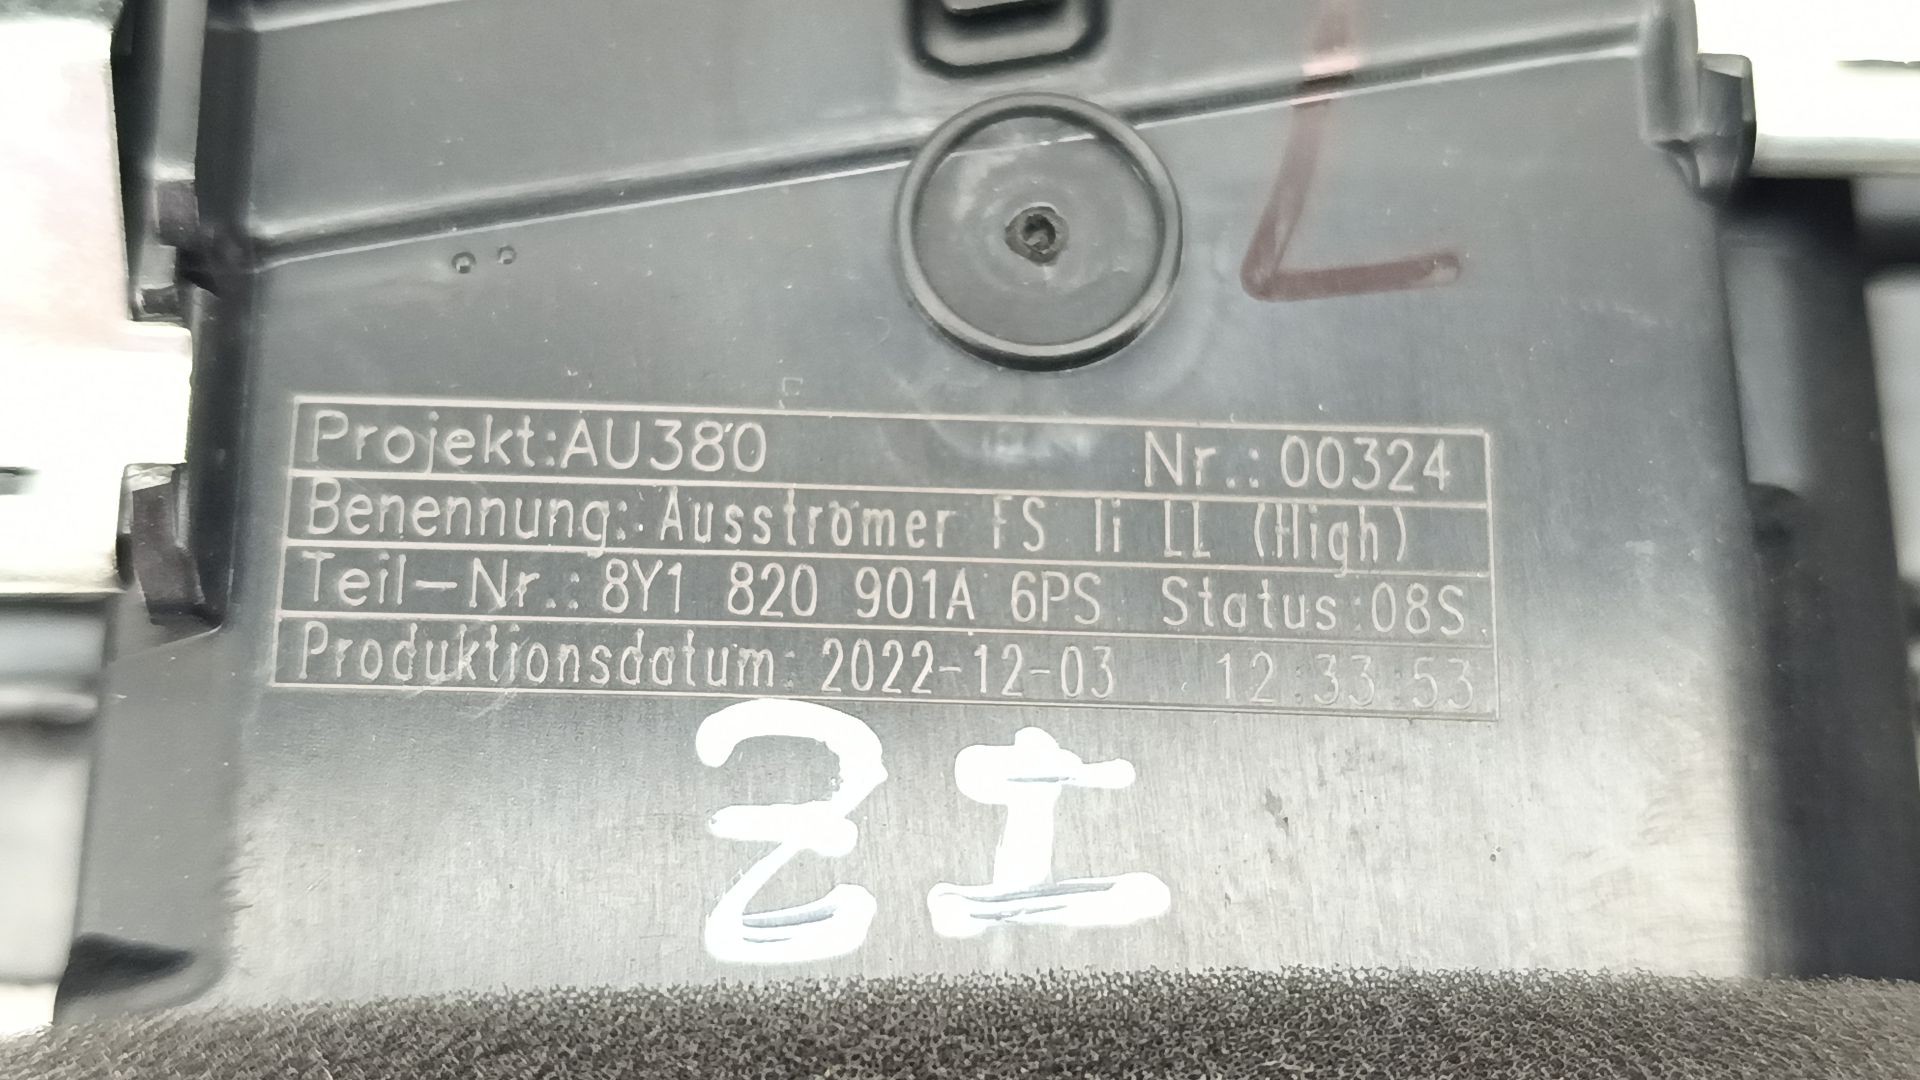 L
Projekt:AU380 Nr.: 00324
Benennung: Ausströmer FS li LL (High)
Teil-Nr.: 8Y1 820 901A 6PS Status:08S
Produktionsdatum: 2022-12-03 12:33:53